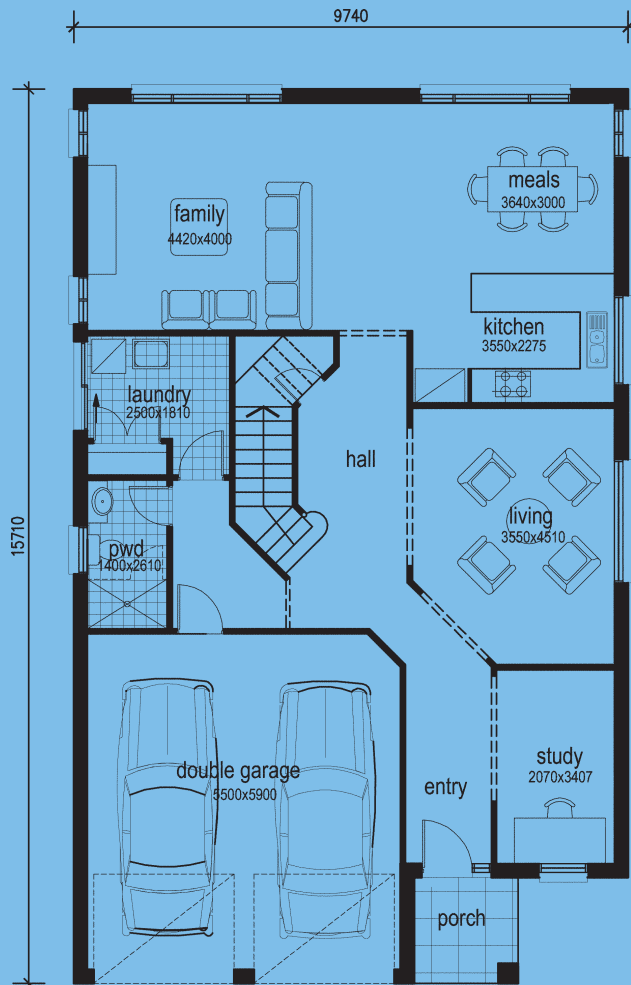 9740
meals
3640x3000
family
4420x4000
kitchen
3550x2275
laundry
2500x1810
hall
living
3550x4510
15710
pwd
1400x2610
study
2070x3407
double garage
5500x5900
entry
porch